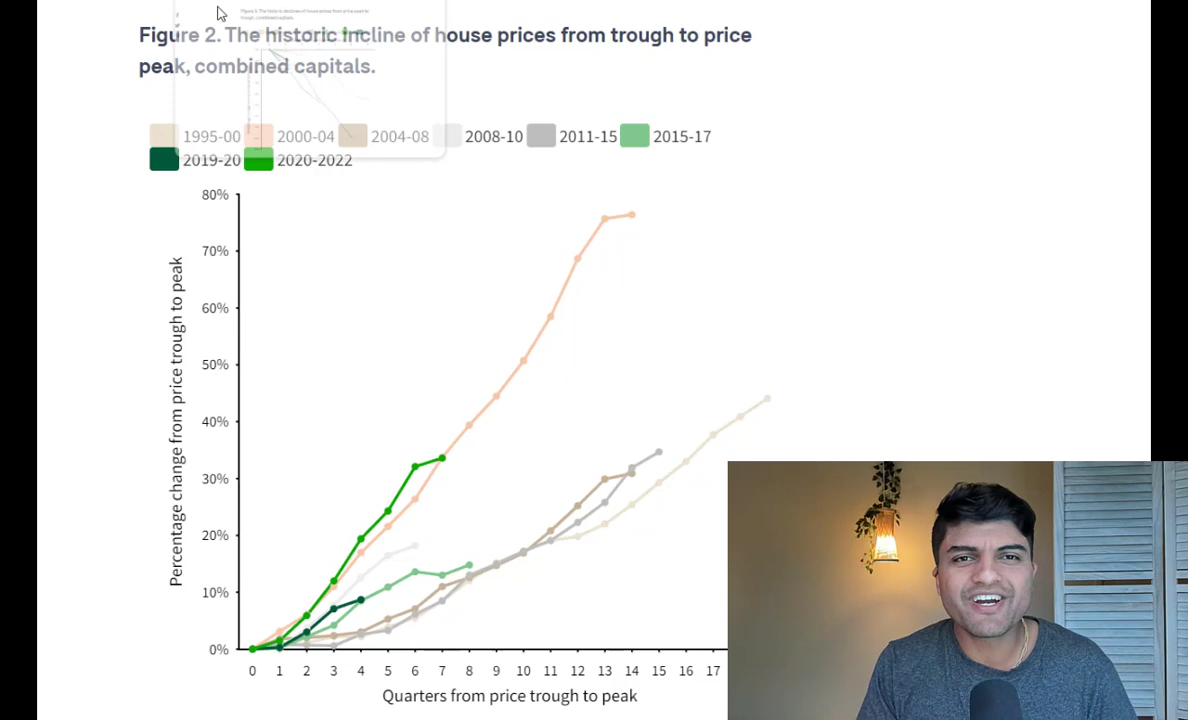 Figure 2. The historic incline of house prices from trough to price
peak, combined capitals.
1995-00 2000-04 2004-08 2008-10 2011-15 2015-17
2019-20 2020-2022
80%
70%
60%
50%
40%
30%
20%
10%
0%
Percentage change from price trough to peak
0 1 2 3 4 5 6 7 8 9 10 11 12 13 14 15 16 17
Quarters from price trough to peak